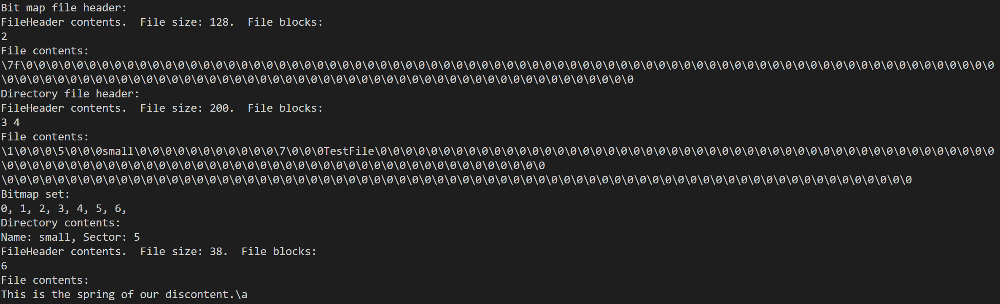 Bit map file header:
FileHeader contents.  File size: 128.  File blocks:
2
File contents:
\7f\0\0\0\0\0\0\0\0\0\0\0\0\0\0\0\0\0\0\0\0\0\0\0\0\0\0\0\0\0\0\0\0\0\0\0\0\0\0\0\0\0\0\0\0\0\0\0\0\0\0\0\0\0\0\0\0\0\0\0\0\0\0\0\0\0\0\0\0\0\0\0\0\0\0\0\0\0
\0\0\0\0\0\0\0\0\0\0\0\0\0\0\0\0\0\0\0\0\0\0\0\0\0\0\0\0\0\0\0\0\0\0\0\0\0\0\0\0\0\0\0\0\0\0\0\0\0\0
Directory file header:
FileHeader contents.  File size: 200.  File blocks:
3 4
File contents:
\1\0\0\0\5\0\0\0small\0\0\0\0\0\0\0\0\0\0\0\7\0\0\0TestFile\0\0\0\0\0\0\0\0\0\0\0\0\0\0\0\0\0\0\0\0\0\0\0\0\0\0\0\0\0\0\0\0\0\0\0\0\0\0\0\0\0\0\0\0\0\0\0\0\0
\0\0\0\0\0\0\0\0\0\0\0\0\0\0\0\0\0\0\0\0\0\0\0\0\0\0\0\0\0\0\0\0\0\0\0\0\0\0\0\0\0\0\0
\0\0\0\0\0\0\0\0\0\0\0\0\0\0\0\0\0\0\0\0\0\0\0\0\0\0\0\0\0\0\0\0\0\0\0\0\0\0\0\0\0\0\0\0\0\0\0\0\0\0\0\0\0\0\0\0\0\0\0\0\0\0\0\0\0\0\0\0\0\0\0\0
Bitmap set:
0, 1, 2, 3, 4, 5, 6,
Directory contents:
Name: small, Sector: 5
FileHeader contents.  File size: 38.  File blocks:
6
File contents:
This is the spring of our discontent.\a